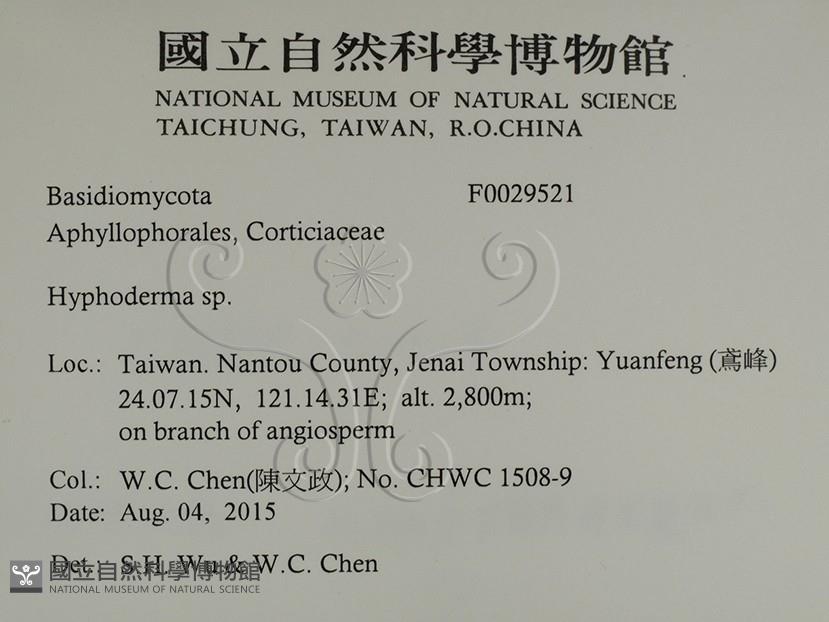 國立自然科學博物館
NATIONAL MUSEUM OF NATURAL SCIENCE
TAICHUNG, TAIWAN, R.O.CHINA
Basidiomycota F0029521
Aphyllophorales, Corticiaceae
Hyphoderma sp.
Loc.: Taiwan. Nantou County, Jenai Township: Yuanfeng (鳶峰)
24.07.15N, 121.14.31E; alt. 2,800m;
on branch of angiosperm
Col.: W.C. Chen(陳文政); No. CHWC 1508-9
Date: Aug. 04, 2015
Det.: S.H. Wu & W.C. Chen
國立自然科學博物館
NATIONAL MUSEUM OF NATURAL SCIENCE